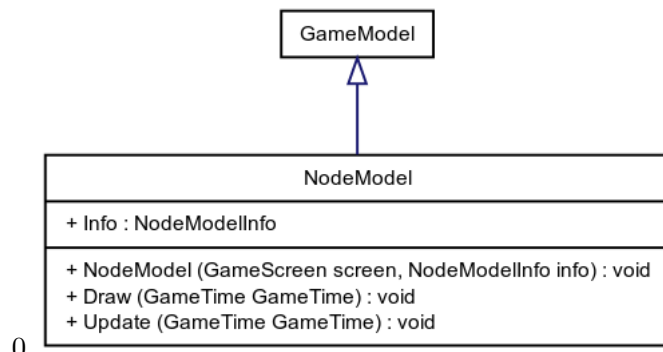 GameModel
NodeModel
+ Info : NodeModelInfo
+ NodeModel (GameScreen screen, NodeModelInfo info) : void
+ Draw (GameTime GameTime) : void
+ Update (GameTime GameTime) : void
0